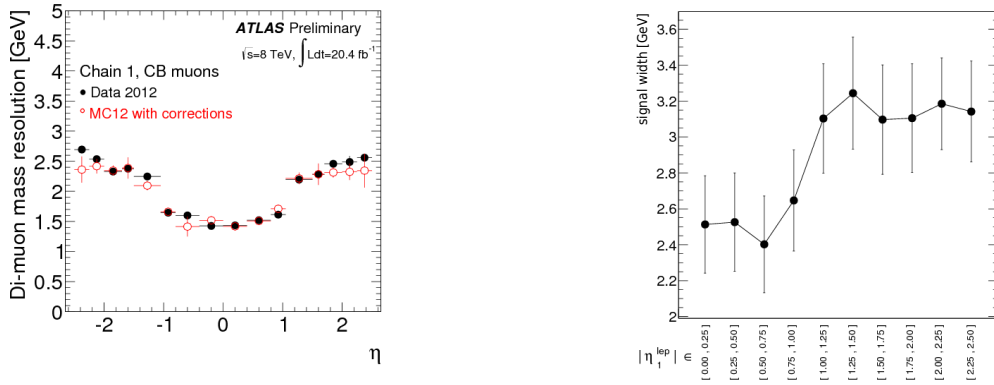 Di-muon mass resolution [GeV]
5
4.5
4
3.5
3
2.5
2
1.5
1
0.5
0
ATLAS Preliminary
√s=8 TeV, ∫Ldt=20.4 fb⁻¹
Chain 1, CB muons
Data 2012
MC12 with corrections
-2 -1 0 1 2
η
signal width [GeV]
3.6
3.4
3.2
3
2.8
2.6
2.4
2.2
2
|η₁^lep| ∈
[ 0.00 , 0.25 ]
[ 0.25 , 0.50 ]
[ 0.50 , 0.75 ]
[ 0.75 , 1.00 ]
[ 1.00 , 1.25 ]
[ 1.25 , 1.50 ]
[ 1.50 , 1.75 ]
[ 1.75 , 2.00 ]
[ 2.00 , 2.25 ]
[ 2.25 , 2.50 ]